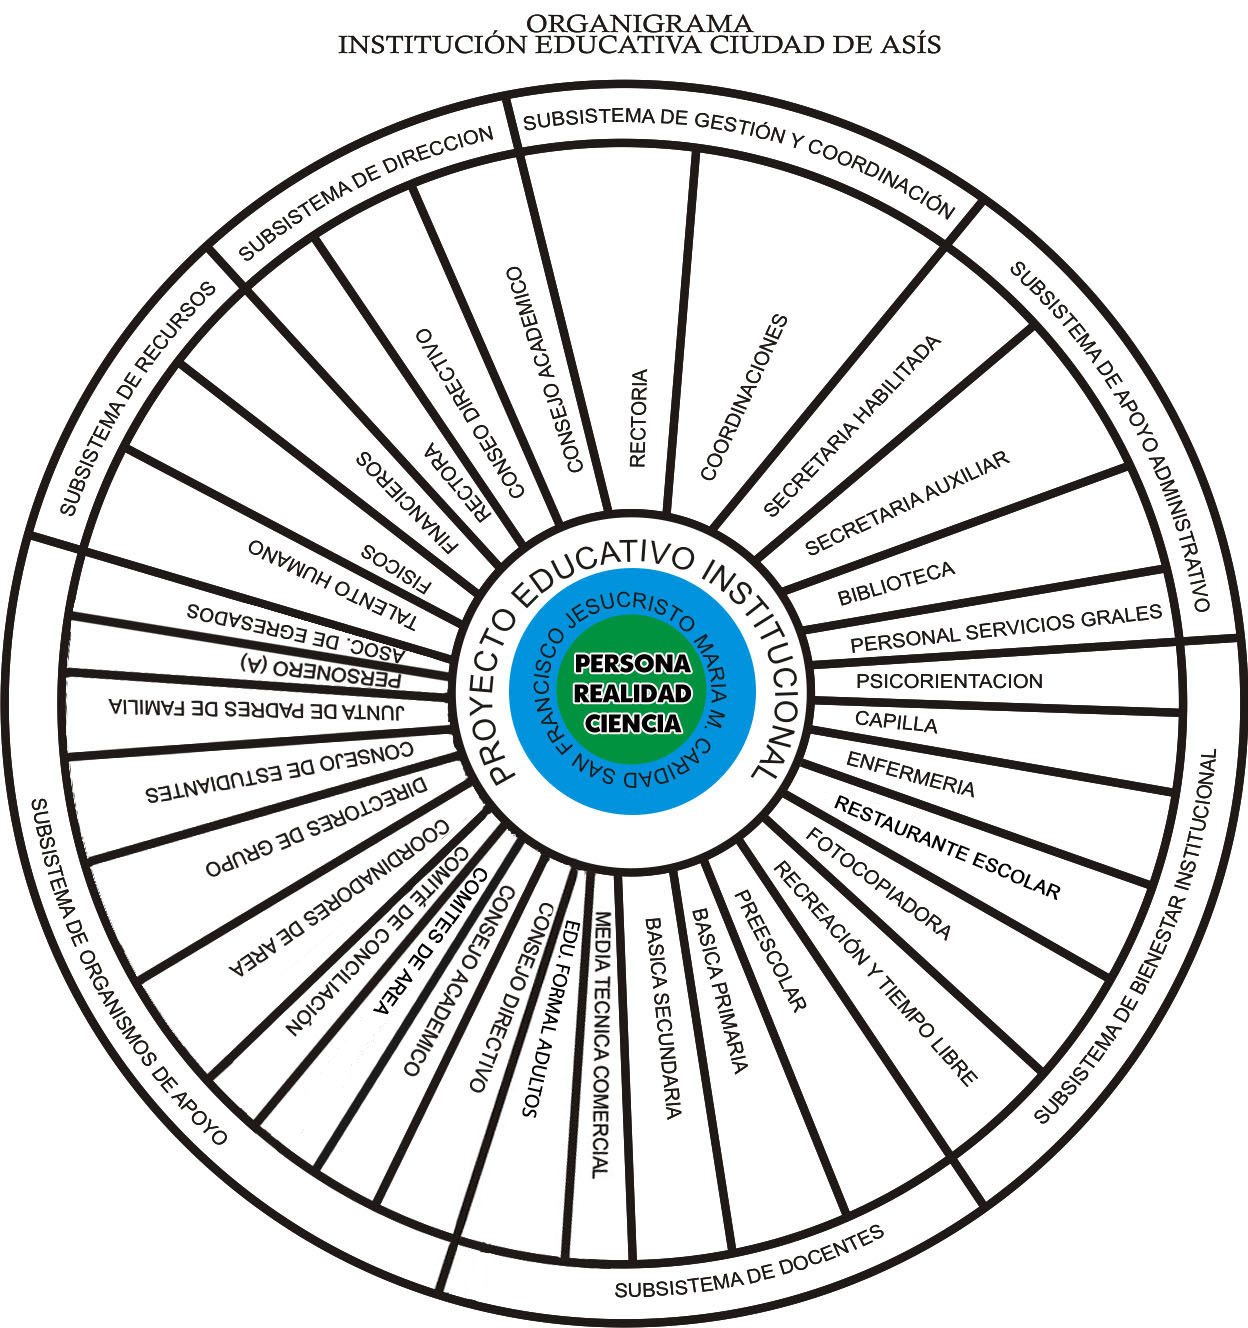 ORGANIGRAMA
INSTITUCIÓN EDUCATIVA CIUDAD DE ASÍS
SUBSISTEMA DE GESTIÓN Y COORDINACIÓN
RECTORIA
COORDINACIONES
SUBSISTEMA DE APOYO ADMINISTRATIVO
SECRETARIA HABILITADA
SECRETARIA AUXILIAR
BIBLIOTECA
PERSONAL SERVICIOS GRALES
SUBSISTEMA DE BIENESTAR INSTITUCIONAL
PSICORIENTACION
CAPILLA
ENFERMERIA
RESTAURANTE ESCOLAR
FOTOCOPIADORA
RECREACIÓN Y TIEMPO LIBRE
SUBSISTEMA DE DOCENTES
PREESCOLAR
BASICA PRIMARIA
BASICA SECUNDARIA
MEDIA TECNICA COMERCIAL
EDU. FORMAL ADULTOS
SUBSISTEMA DE ORGANISMOS DE APOYO
CONSEJO DIRECTIVO
CONSEJO ACADEMICO
COMITES DE AREA
COMITÉ DE CONCILIACIÓN
COORDINADORES DE AREA
DIRECTORES DE GRUPO
CONSEJO DE ESTUDIANTES
JUNTA DE PADRES DE FAMILIA
PERSONERO (A)
ASOC. DE EGRESADOS
SUBSISTEMA DE RECURSOS
TALENTO HUMANO
FISICOS
FINANCIEROS
SUBSISTEMA DE DIRECCION
RECTORA
CONSEO DIRECTIVO
CONSEJO ACADEMICO
PROYECTO EDUCATIVO INSTITUCIONAL
JESUCRISTO MARIA M. CARIDAD SAN FRANCISCO
PERSONA
REALIDAD
CIENCIA